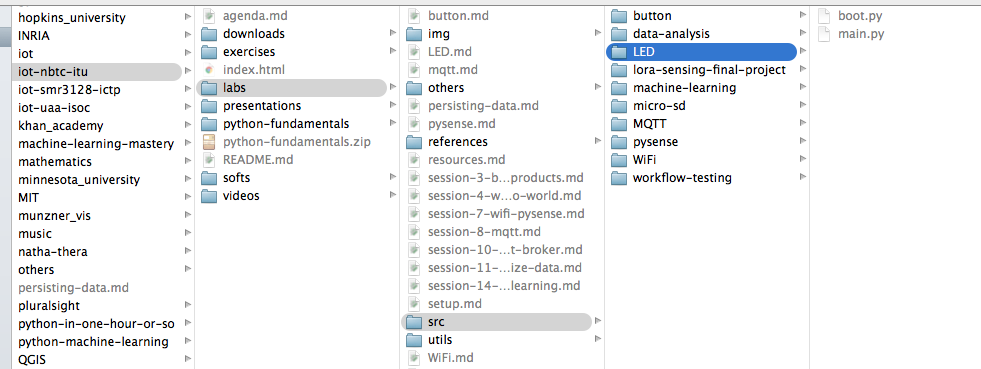 hopkins_university
INRIA
iot
iot-nbtc-itu
iot-smr3128-ictp
iot-uaa-isoc
khan_academy
machine-learning-mastery
mathematics
minnesota_university
MIT
munzner_vis
music
natha-thera
others
persisting-data.md
pluralsight
python-in-one-hour-or-so
python-machine-learning
QGIS
agenda.md
downloads
exercises
index.html
labs
presentations
python-fundamentals
python-fundamentals.zip
README.md
softs
videos
button.md
img
LED.md
mqtt.md
others
persisting-data.md
pysense.md
references
resources.md
session-3-b...products.md
session-4-w...o-world.md
session-7-wifi-pysense.md
session-8-mqtt.md
session-10-...t-broker.md
session-11-...ize-data.md
session-14-...learning.md
setup.md
src
utils
WiFi.md
button
data-analysis
LED
lora-sensing-final-project
machine-learning
micro-sd
MQTT
pysense
WiFi
workflow-testing
boot.py
main.py